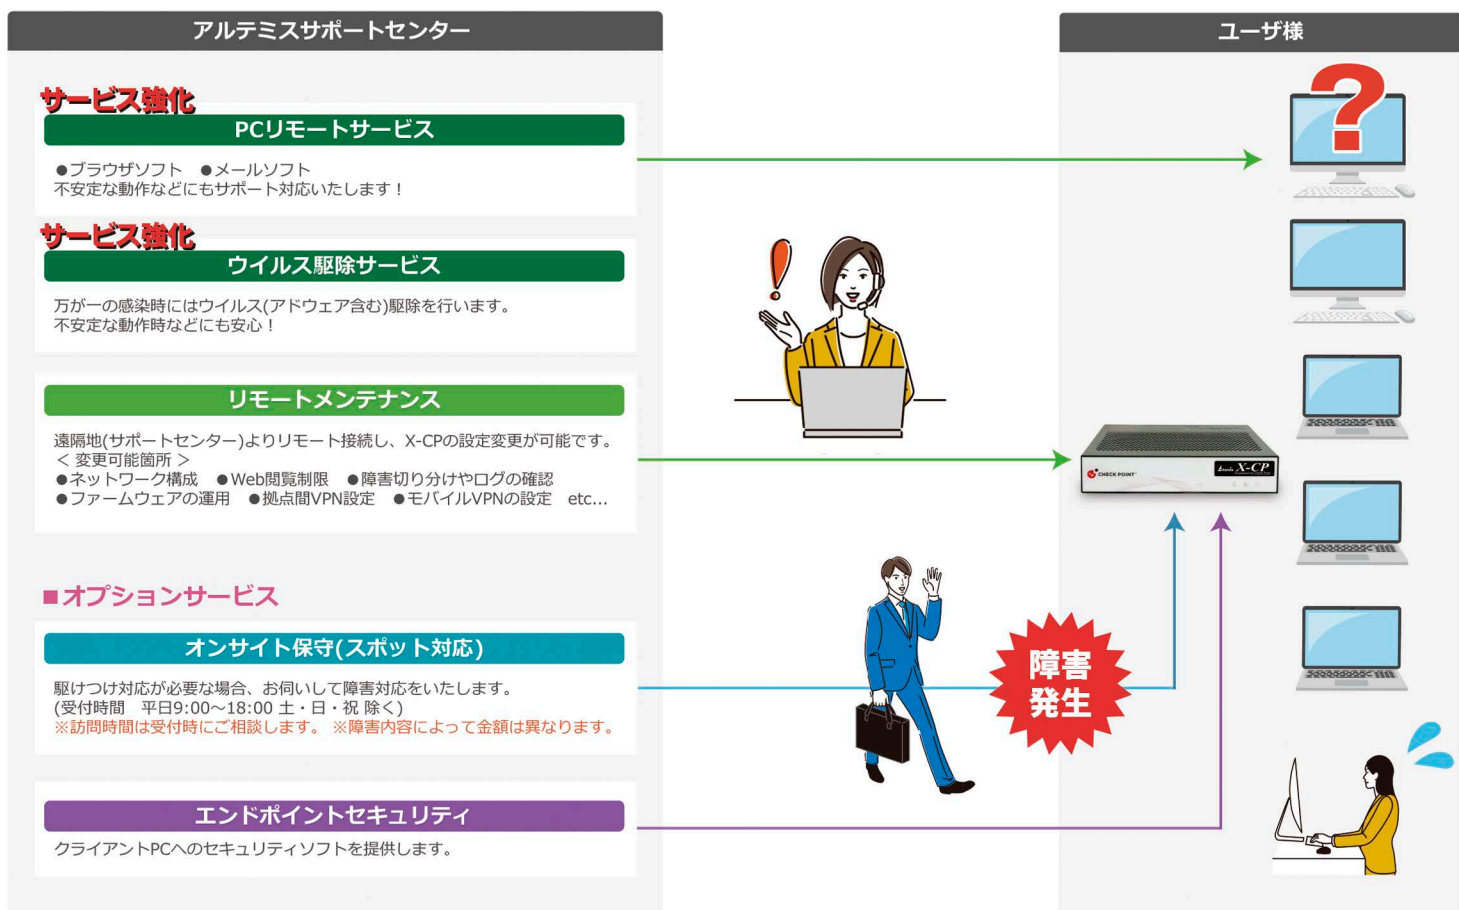 アルテミスサポートセンター
ユーザ様
サービス強化
PCリモートサービス
●ブラウザソフト ●メールソフト
不安定な動作などにもサポート対応いたします！
サービス強化
ウイルス駆除サービス
万が一の感染時にはウイルス(アドウェア含む)駆除を行います。
不安定な動作時などにも安心！
リモートメンテナンス
遠隔地(サポートセンター)よりリモート接続し、X-CPの設定変更が可能です。
＜ 変更可能箇所 ＞
●ネットワーク構成 ●Web閲覧制限 ●障害切り分けやログの確認
●ファームウェアの運用 ●拠点間VPN設定 ●モバイルVPNの設定 etc...
CHECK POINT
X-CP
■オプションサービス
オンサイト保守(スポット対応)
駆けつけ対応が必要な場合、お伺いして障害対応をいたします。
(受付時間 平日9:00～18:00 土・日・祝 除く)
※訪問時間は受付時にご相談します。 ※障害内容によって金額は異なります。
障害
発生
エンドポイントセキュリティ
クライアントPCへのセキュリティソフトを提供します。